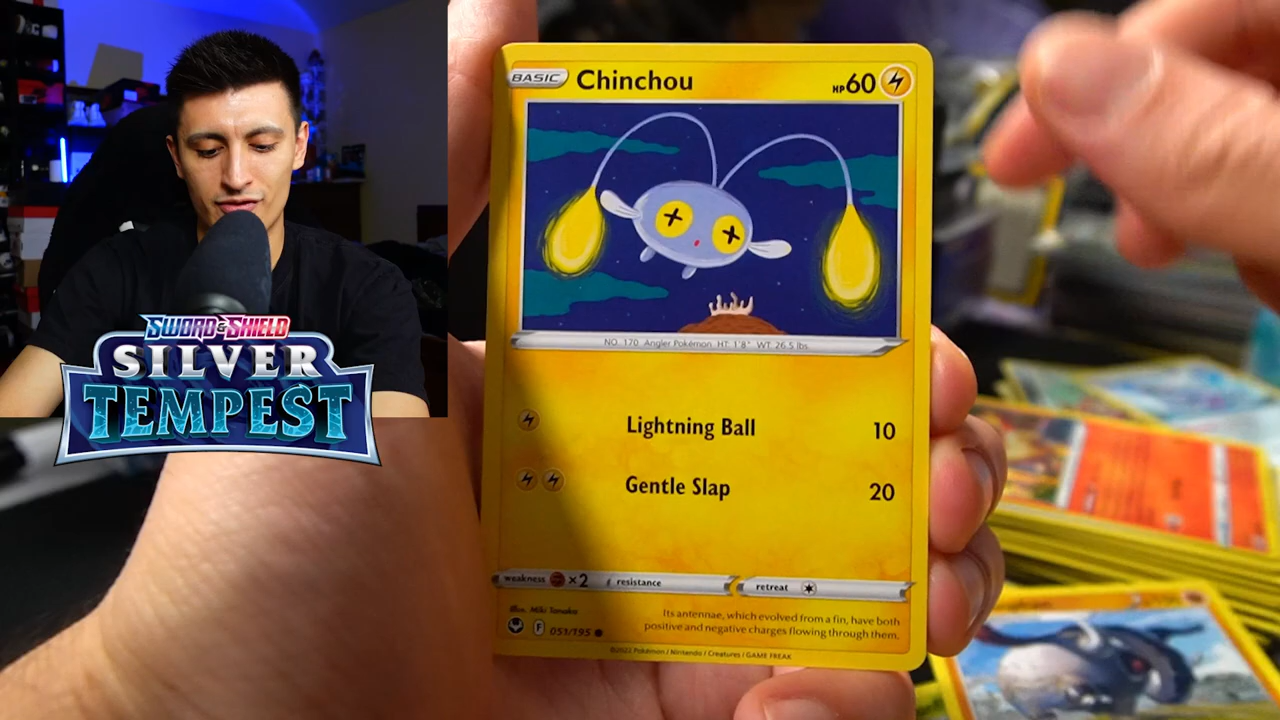 BASIC Chinchou HP60
NO. 170 Angler Pokémon HT: 1'8" WT: 26.5 lbs.
Lightning Ball 10
Gentle Slap 20
weakness ×2 resistance retreat
Illus. Miki Tanaka
Its antennae, which evolved from a fin, have both
positive and negative charges flowing through them.
F 051/195
©2022 Pokémon / Nintendo / Creatures / GAME FREAK
SWORD & SHIELD
SILVER
TEMPEST